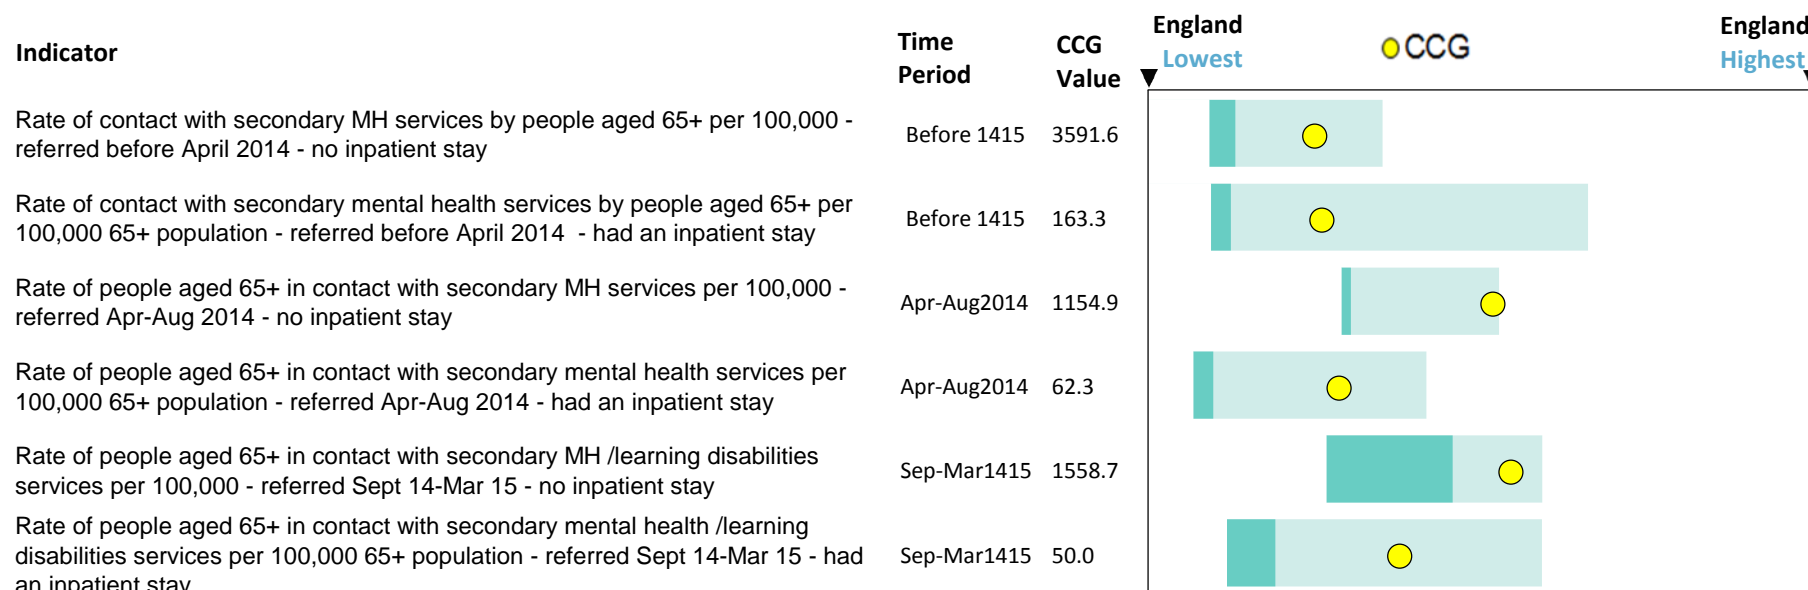 Indicator
Time Period
CCG Value
England Lowest
CCG
England Highest
Rate of contact with secondary MH services by people aged 65+ per 100,000 -
referred before April 2014 - no inpatient stay
Before 1415 3591.6
Rate of contact with secondary mental health services by people aged 65+ per
100,000 65+ population - referred before April 2014 - had an inpatient stay
Before 1415 163.3
Rate of people aged 65+ in contact with secondary MH services per 100,000 -
referred Apr-Aug 2014 - no inpatient stay
Apr-Aug2014 1154.9
Rate of people aged 65+ in contact with secondary mental health services per
100,000 65+ population - referred Apr-Aug 2014 - had an inpatient stay
Apr-Aug2014 62.3
Rate of people aged 65+ in contact with secondary MH /learning disabilities
services per 100,000 - referred Sept 14-Mar 15 - no inpatient stay
Sep-Mar1415 1558.7
Rate of people aged 65+ in contact with secondary mental health /learning
disabilities services per 100,000 65+ population - referred Sept 14-Mar 15 - had
an inpatient stay
Sep-Mar1415 50.0